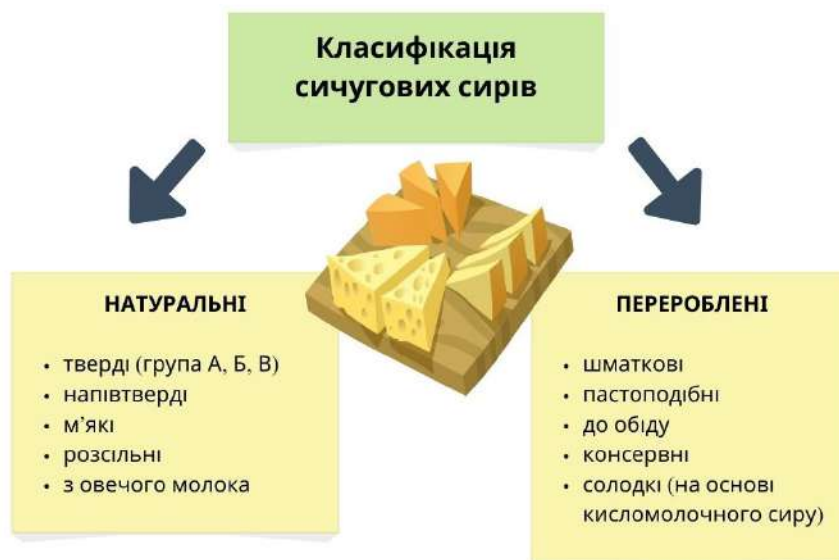 Класифікація
сичугових сирів
НАТУРАЛЬНІ
• тверді (група А, Б, В)
• напівтверді
• м’які
• розсільні
• з овечого молока
ПЕРЕРОБЛЕНІ
• шматкові
• пастоподібні
• до обіду
• консервні
• солодкі (на основі
кисломолочного сиру)